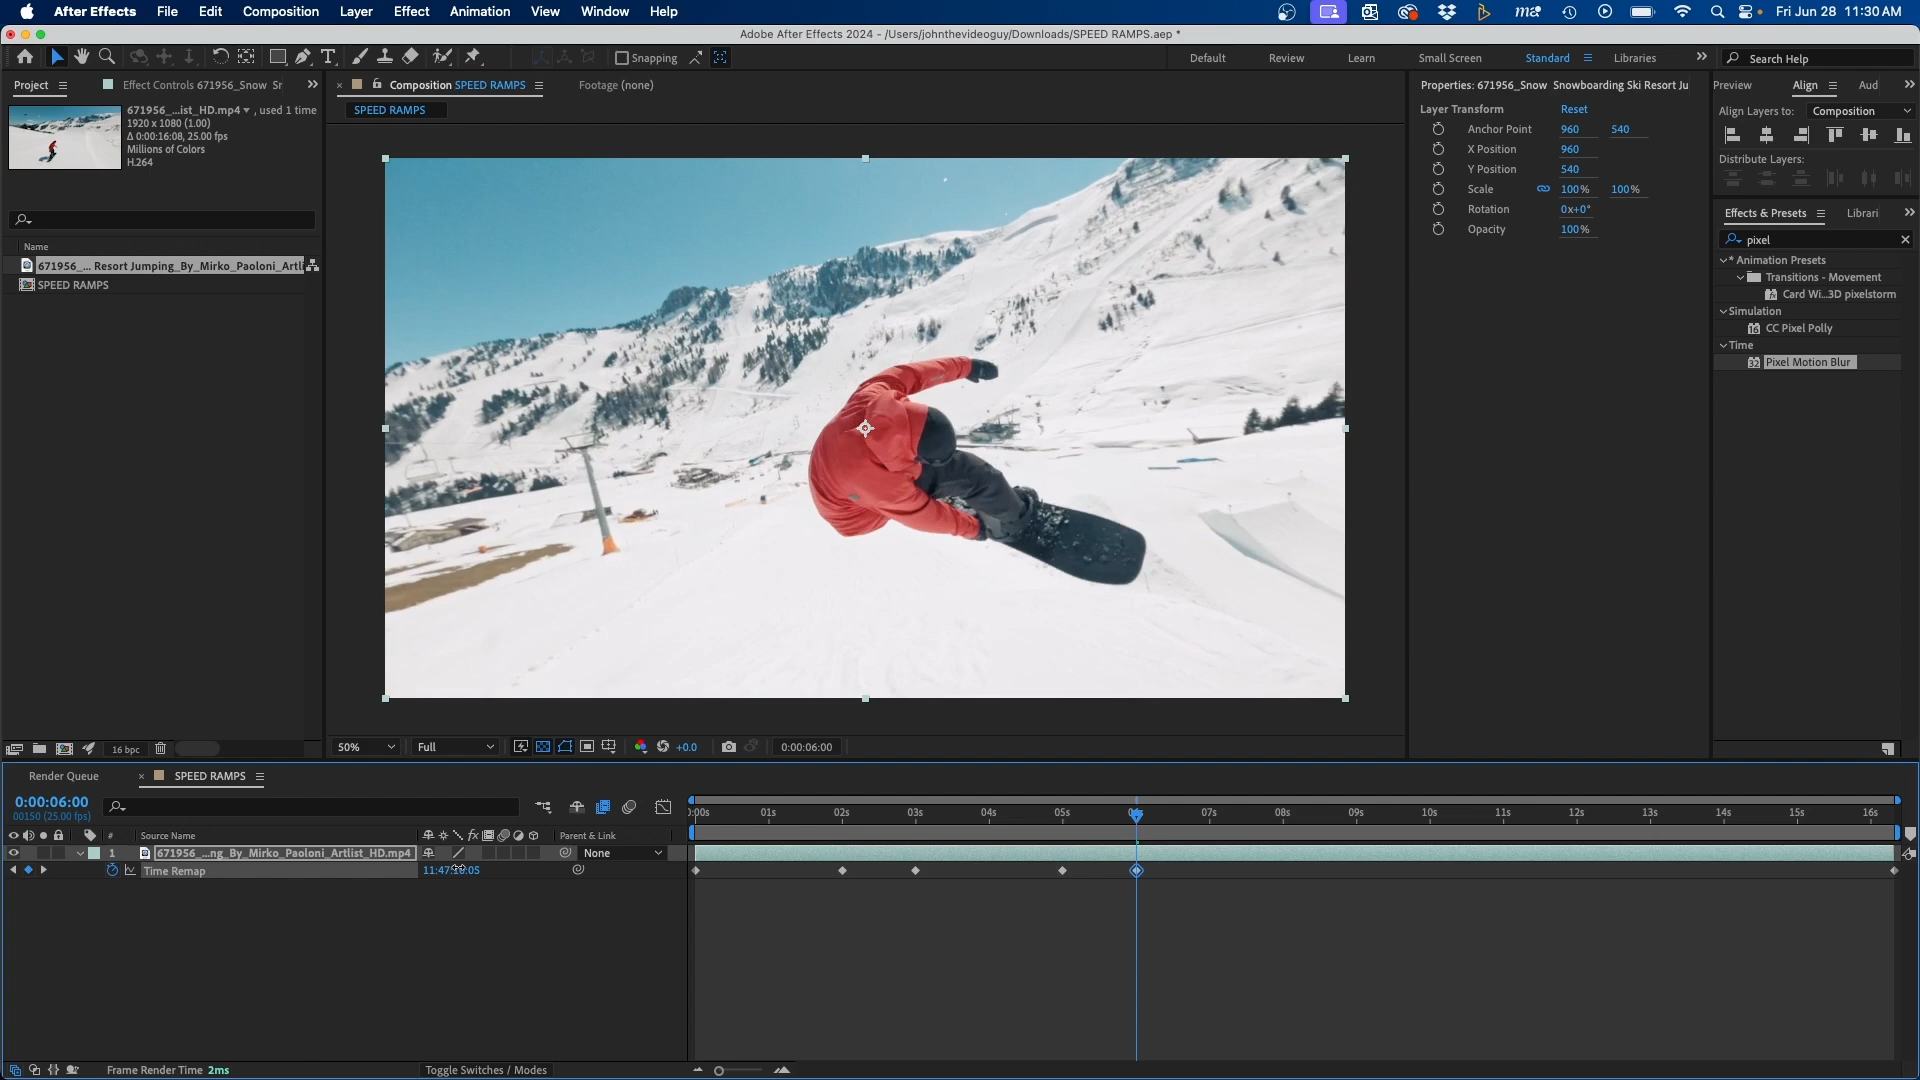 After Effects File Edit Composition Layer Effect Animation View Window Help
Fri Jun 28 11:30 AM
Adobe After Effects 2024 - /Users/johnthevideoguy/Downloads/SPEED RAMPS.aep *
Snapping
Default Review Learn Small Screen Standard Libraries
Search Help
Project
Effect Controls 671956_Snow Sr
671956_...ist_HD.mp4 , used 1 time
1920 x 1080 (1.00)
Δ 0:00:16:08, 25.00 fps
Millions of Colors
H.264
Name
671956_... Resort Jumping_By_Mirko_Paoloni_Artli
SPEED RAMPS
16 bpc
Composition SPEED RAMPS
Footage (none)
SPEED RAMPS
50%
Full
+0.0
0:00:06:00
Properties: 671956_Snow Snowboarding Ski Resort Ju
Layer Transform Reset
Anchor Point 960 540
X Position 960
Y Position 540
Scale 100% 100%
Rotation 0x+0°
Opacity 100%
Preview Align Aud
Align Layers to: Composition
Distribute Layers:
Effects & Presets Librari
pixel
* Animation Presets
Transitions - Movement
Card Wi...3D pixelstorm
Simulation
CC Pixel Polly
Time
Pixel Motion Blur
Render Queue
SPEED RAMPS
0:00:06:00
00150 (25.00 fps)
# Source Name
Parent & Link
1 671956_...ng_By_Mirko_Paoloni_Artlist_HD.mp4
None
Time Remap
:00s 01s 02s 03s 04s 05s 07s 08s 09s 10s 11s 12s 13s 14s 15s 16s
Frame Render Time 2ms
Toggle Switches / Modes